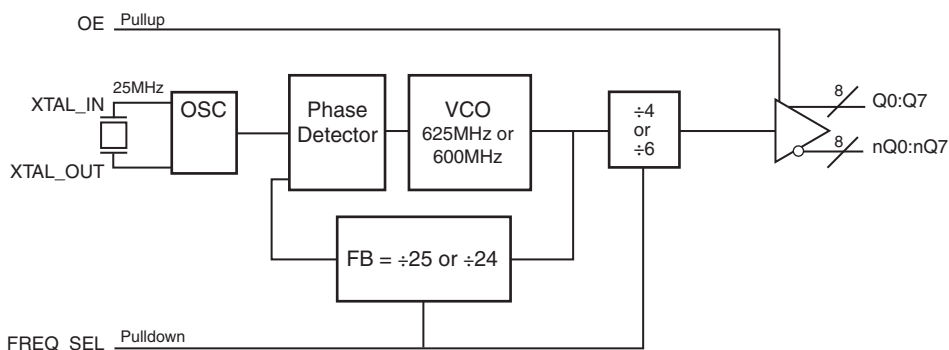 OE Pullup
25MHz
XTAL_IN
XTAL_OUT
OSC
Phase
Detector
VCO
625MHz or
600MHz
÷4
or
÷6
8
Q0:Q7
8
nQ0:nQ7
FB = ÷25 or ÷24
FREQ_SEL Pulldown